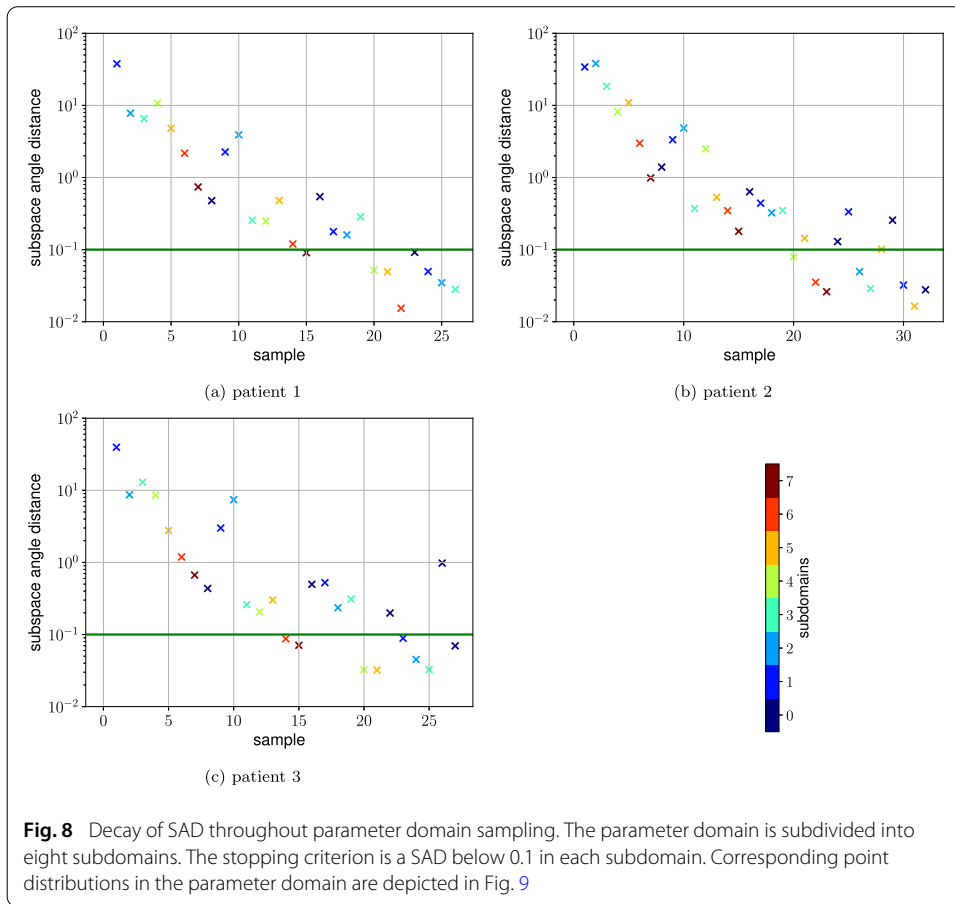 10^2
10^1
10^0
10^-1
10^-2
subspace angle distance
0 5 10 15 20 25
sample
(a) patient 1
10^2
10^1
10^0
10^-1
10^-2
subspace angle distance
0 10 20 30
sample
(b) patient 2
10^2
10^1
10^0
10^-1
10^-2
subspace angle distance
0 5 10 15 20 25
sample
(c) patient 3
7
6
5
4
3
2
1
0
subdomains
Fig. 8 Decay of SAD throughout parameter domain sampling. The parameter domain is subdivided into
eight subdomains. The stopping criterion is a SAD below 0.1 in each subdomain. Corresponding point
distributions in the parameter domain are depicted in Fig. 9